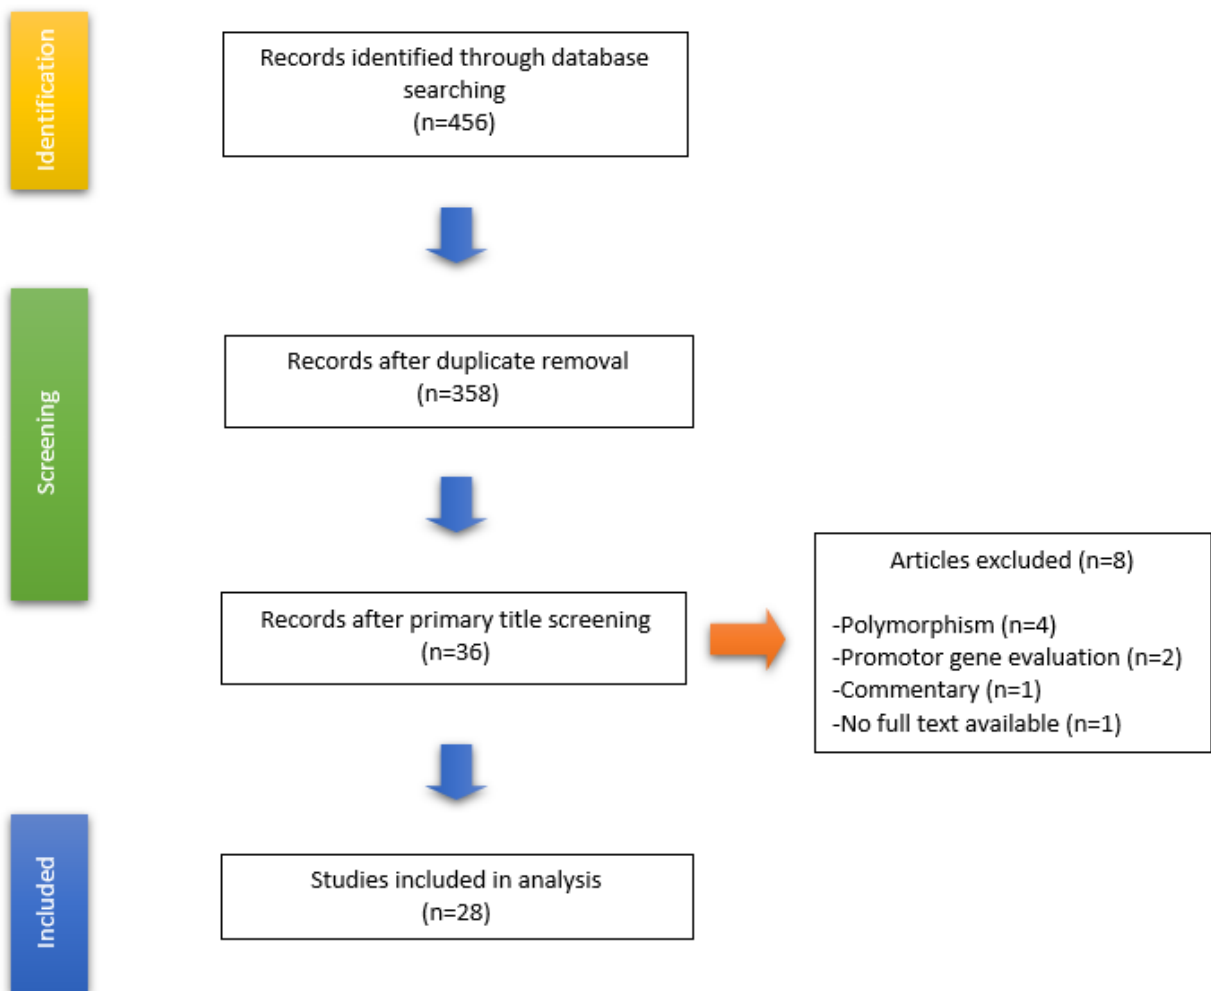 Identification
Records identified through database
searching
(n=456)
Screening
Records after duplicate removal
(n=358)
Records after primary title screening
(n=36)
Articles excluded (n=8)
-Polymorphism (n=4)
-Promotor gene evaluation (n=2)
-Commentary (n=1)
-No full text available (n=1)
Included
Studies included in analysis
(n=28)